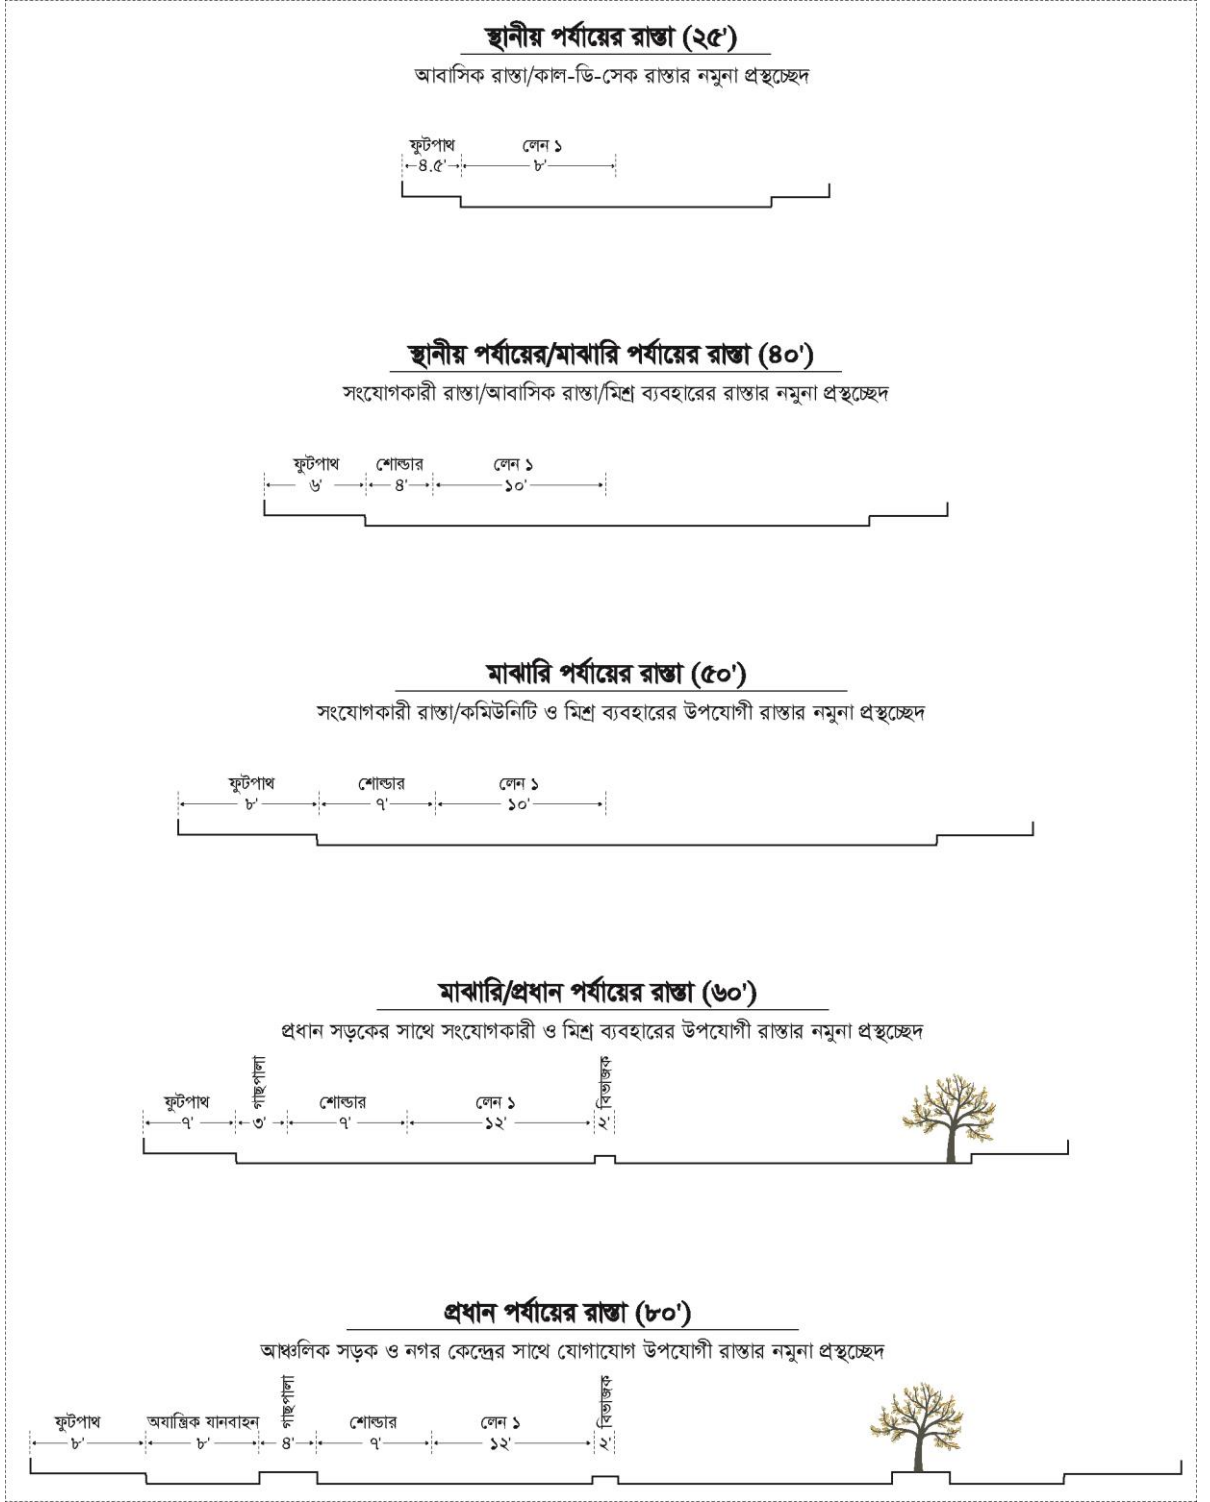 স্থানীয় পর্যায়ের রাস্তা (২৫')
আবাসিক রাস্তা/কাল-ডি-সেক রাস্তার নমুনা প্রস্থচ্ছেদ
ফুটপাথ লেন ১
৪.৫' ৮'
স্থানীয় পর্যায়ের/মাঝারি পর্যায়ের রাস্তা (৪০')
সংযোগকারী রাস্তা/আবাসিক রাস্তা/মিশ্র ব্যবহারের রাস্তার নমুনা প্রস্থচ্ছেদ
ফুটপাথ শোল্ডার লেন ১
৬' ৪' ১০'
মাঝারি পর্যায়ের রাস্তা (৫০')
সংযোগকারী রাস্তা/কমিউনিটি ও মিশ্র ব্যবহারের উপযোগী রাস্তার নমুনা প্রস্থচ্ছেদ
ফুটপাথ শোল্ডার লেন ১
৮' ৭' ১০'
মাঝারি/প্রধান পর্যায়ের রাস্তা (৬০')
প্রধান সড়কের সাথে সংযোগকারী ও মিশ্র ব্যবহারের উপযোগী রাস্তার নমুনা প্রস্থচ্ছেদ
ফুটপাথ গাছপালা শোল্ডার লেন ১ বিভাজক
৭' ৩' ৭' ১২' ২'
প্রধান পর্যায়ের রাস্তা (৮০')
আঞ্চলিক সড়ক ও নগর কেন্দ্রের সাথে যোগাযোগ উপযোগী রাস্তার নমুনা প্রস্থচ্ছেদ
ফুটপাথ অযান্ত্রিক যানবাহন গাছপালা শোল্ডার লেন ১ বিভাজক
৮' ৮' ৪' ৭' ১২' ২'